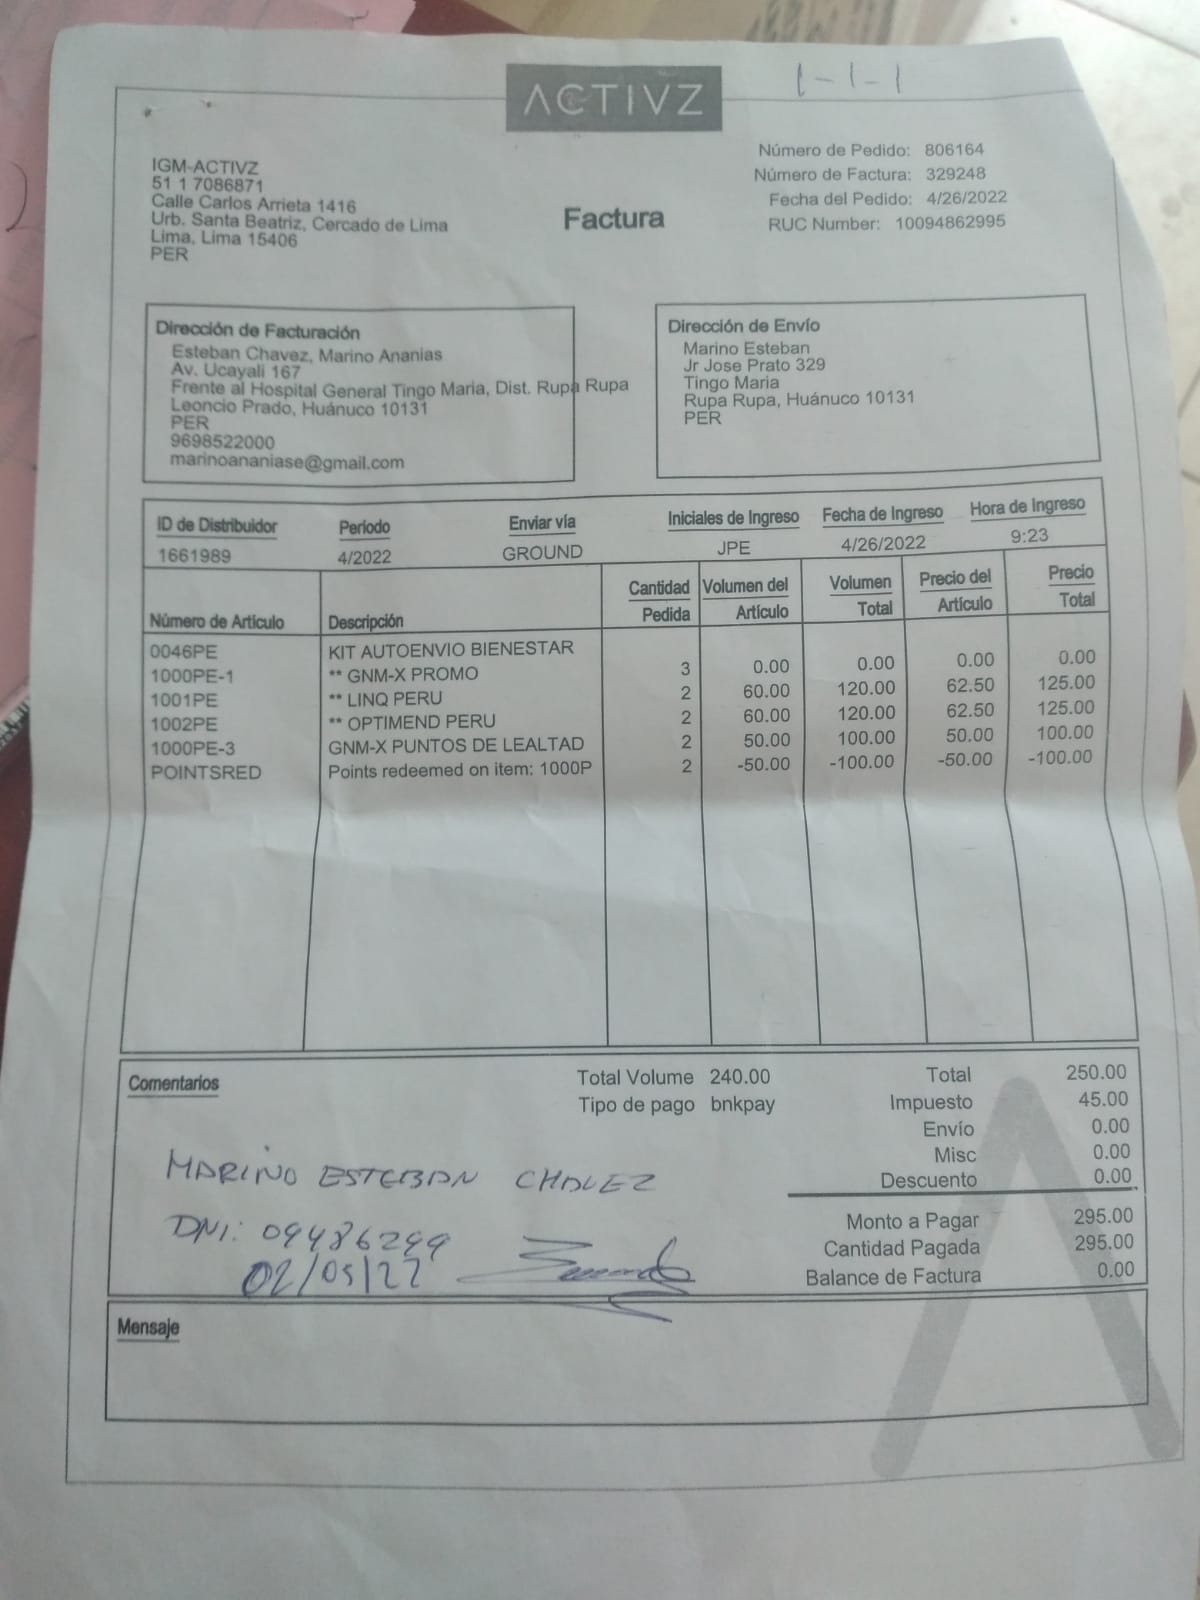 ACTIVZ
1-1-1
IGM-ACTIVZ
51 1 7086871
Calle Carlos Arrieta 1416
Urb. Santa Beatriz, Cercado de Lima
Lima, Lima 15406
PER
Factura
Número de Pedido: 806164
Número de Factura: 329248
Fecha del Pedido: 4/26/2022
RUC Number: 10094862995
Dirección de Facturación
Esteban Chavez, Marino Ananias
Av. Ucayali 167
Frente al Hospital General Tingo Maria, Dist. Rupa Rupa
Leoncio Prado, Huánuco 10131
PER
9698522000
marinoananiase@gmail.com
Dirección de Envío
Marino Esteban
Jr Jose Prato 329
Tingo Maria
Rupa Rupa, Huánuco 10131
PER
ID de Distribuidor Período Enviar vía Iniciales de Ingreso Fecha de Ingreso Hora de Ingreso
1661989 4/2022 GROUND JPE 4/26/2022 9:23
Número de Artículo Descripción Cantidad Pedida Volumen del Artículo Volumen Total Precio del Artículo Precio Total
0046PE KIT AUTOENVIO BIENESTAR 3 0.00 0.00 0.00 0.00
1000PE-1 ** GNM-X PROMO 2 60.00 120.00 62.50 125.00
1001PE ** LINQ PERU 2 60.00 120.00 62.50 125.00
1002PE ** OPTIMEND PERU 2 50.00 100.00 50.00 100.00
1000PE-3 GNM-X PUNTOS DE LEALTAD 2 -50.00 -100.00 -50.00 -100.00
POINTSRED Points redeemed on item: 1000P
Comentarios
Total Volume 240.00
Tipo de pago bnkpay
Total 250.00
Impuesto 45.00
Envío 0.00
Misc 0.00
Descuento 0.00
Monto a Pagar 295.00
Cantidad Pagada 295.00
Balance de Factura 0.00
MARINO ESTEBAN CHAVEZ
DNI: 09486299
02/05/22
Mensaje